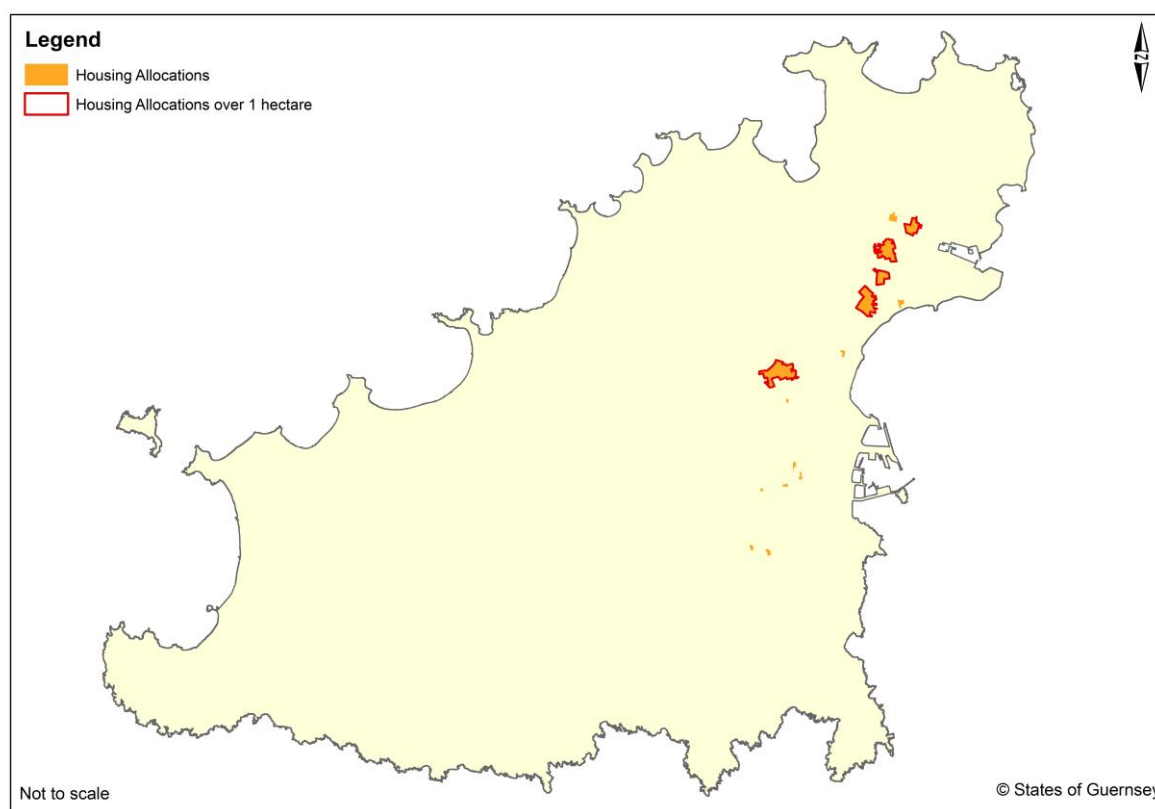 Legend
Housing Allocations
Housing Allocations over 1 hectare
N
Not to scale
© States of Guernsey